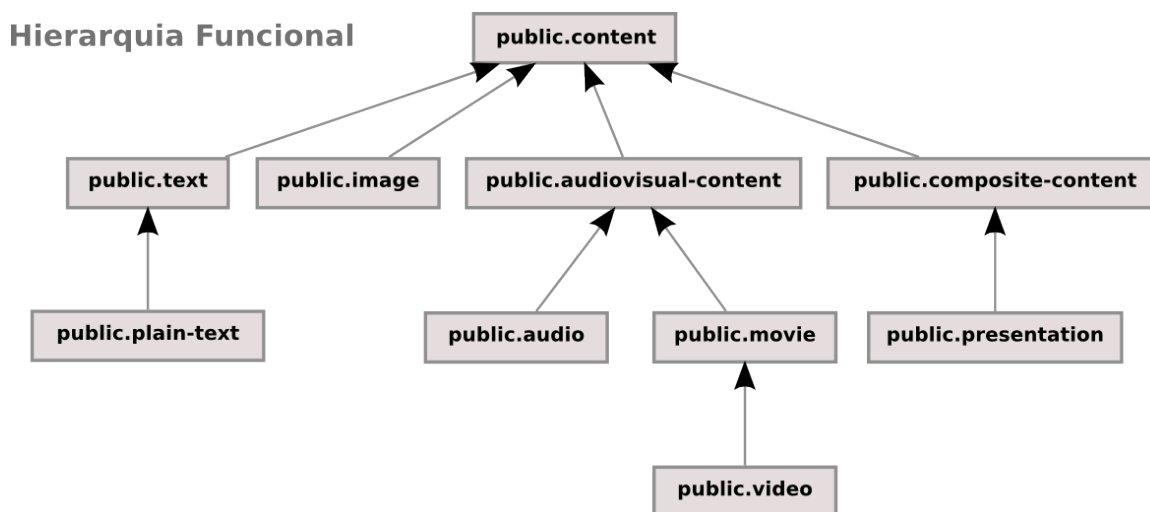 Hierarquia Funcional
public.content
public.text
public.image
public.audiovisual-content
public.composite-content
public.plain-text
public.audio
public.movie
public.presentation
public.video